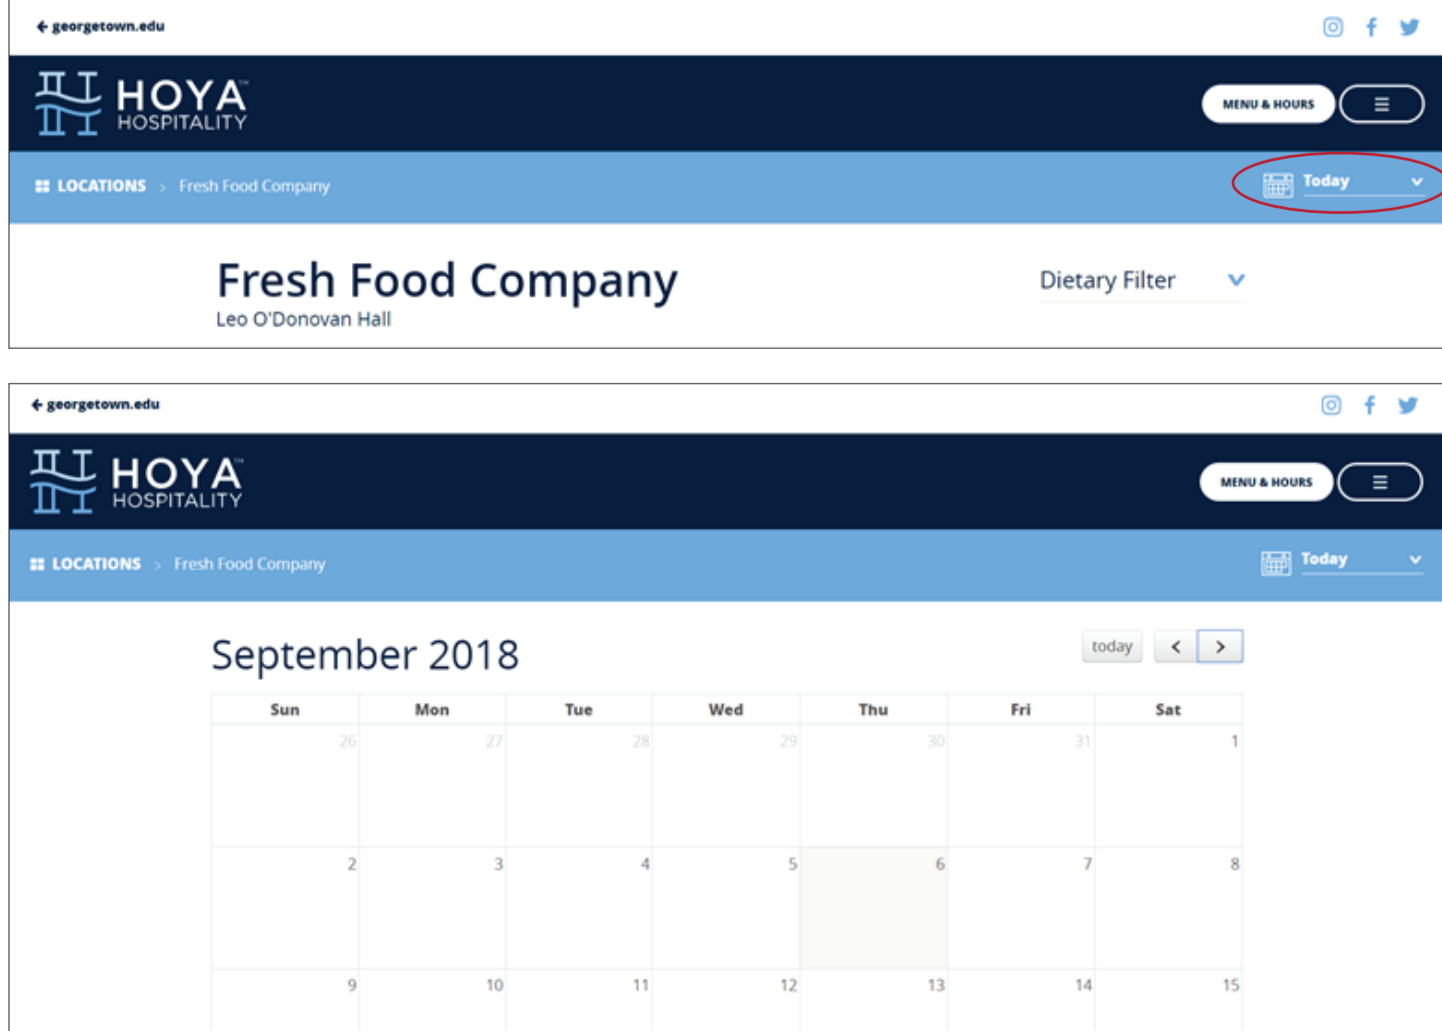 georgetown.edu
HOYA™
HOSPITALITY
MENU & HOURS
LOCATIONS > Fresh Food Company
Today
Fresh Food Company
Leo O'Donovan Hall
Dietary Filter
georgetown.edu
HOYA™
HOSPITALITY
MENU & HOURS
LOCATIONS > Fresh Food Company
Today
September 2018
today < >
Sun Mon Tue Wed Thu Fri Sat
26 27 28 29 30 31 1
2 3 4 5 6 7 8
9 10 11 12 13 14 15